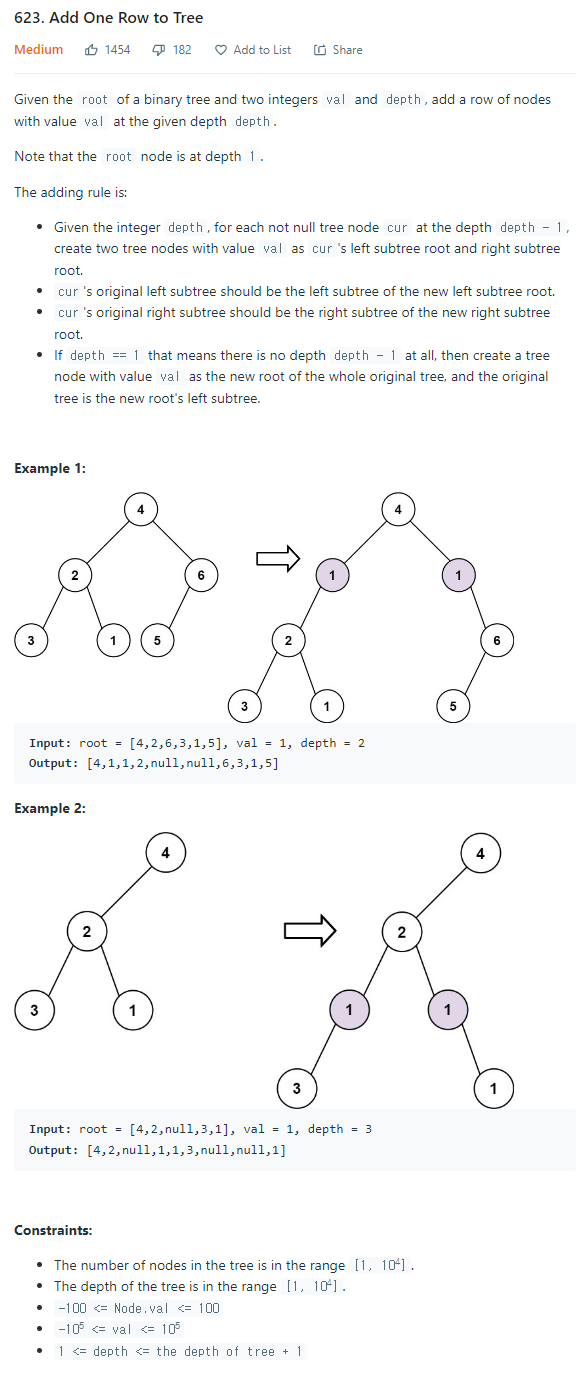 623. Add One Row to Tree
Medium 1454 182 Add to List Share
Given the root of a binary tree and two integers val and depth, add a row of nodes
with value val at the given depth depth.
Note that the root node is at depth 1.
The adding rule is:
• Given the integer depth, for each not null tree node cur at the depth depth - 1,
create two tree nodes with value val as cur's left subtree root and right subtree
root.
• cur's original left subtree should be the left subtree of the new left subtree root.
• cur's original right subtree should be the right subtree of the new right subtree
root.
• If depth == 1 that means there is no depth depth - 1 at all, then create a tree
node with value val as the new root of the whole original tree, and the original
tree is the new root's left subtree.
Example 1:
4 4
2 6 1 1
3 1 5 2 6
3 1 5
Input: root = [4,2,6,3,1,5], val = 1, depth = 2
Output: [4,1,1,2,null,null,6,3,1,5]
Example 2:
4 4
2 2
3 1 1 1
3 1
Input: root = [4,2,null,3,1], val = 1, depth = 3
Output: [4,2,null,1,1,3,null,null,1]
Constraints:
• The number of nodes in the tree is in the range [1, 10⁴].
• The depth of the tree is in the range [1, 10⁴].
• -100 <= Node.val <= 100
• -10⁵ <= val <= 10⁵
• 1 <= depth <= the depth of tree + 1